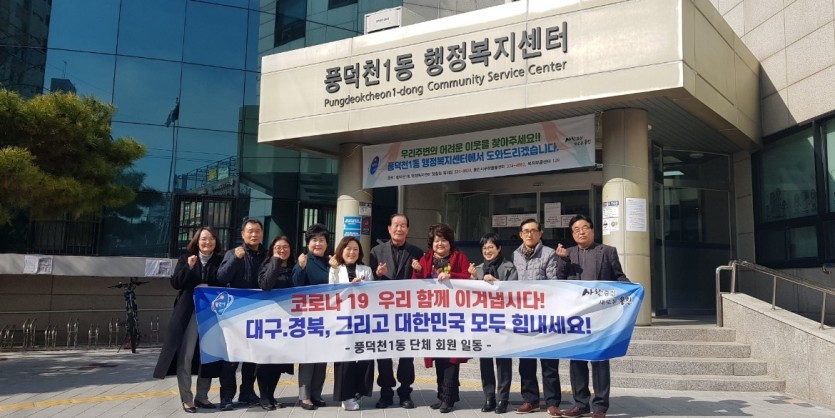 풍덕천1동 행정복지센터
Pungdeokcheon1-dong Community Service Center
우리주변의 어려운 이웃을 찾아주세요!!
풍덕천1동 행정복지센터에서 도와드리겠습니다.
코로나 19 우리 함께 이겨냅시다!
대구.경북, 그리고 대한민국 모두 힘내세요!
- 풍덕천1동 단체 회원 일동 -